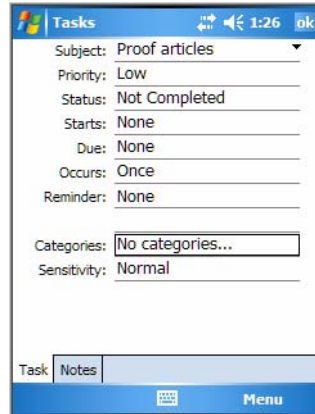 Tasks 1:26 ok
Subject: Proof articles
Priority: Low
Status: Not Completed
Starts: None
Due: None
Occurs: Once
Reminder: None
Categories: No categories...
Sensitivity: Normal
Task Notes
Menu